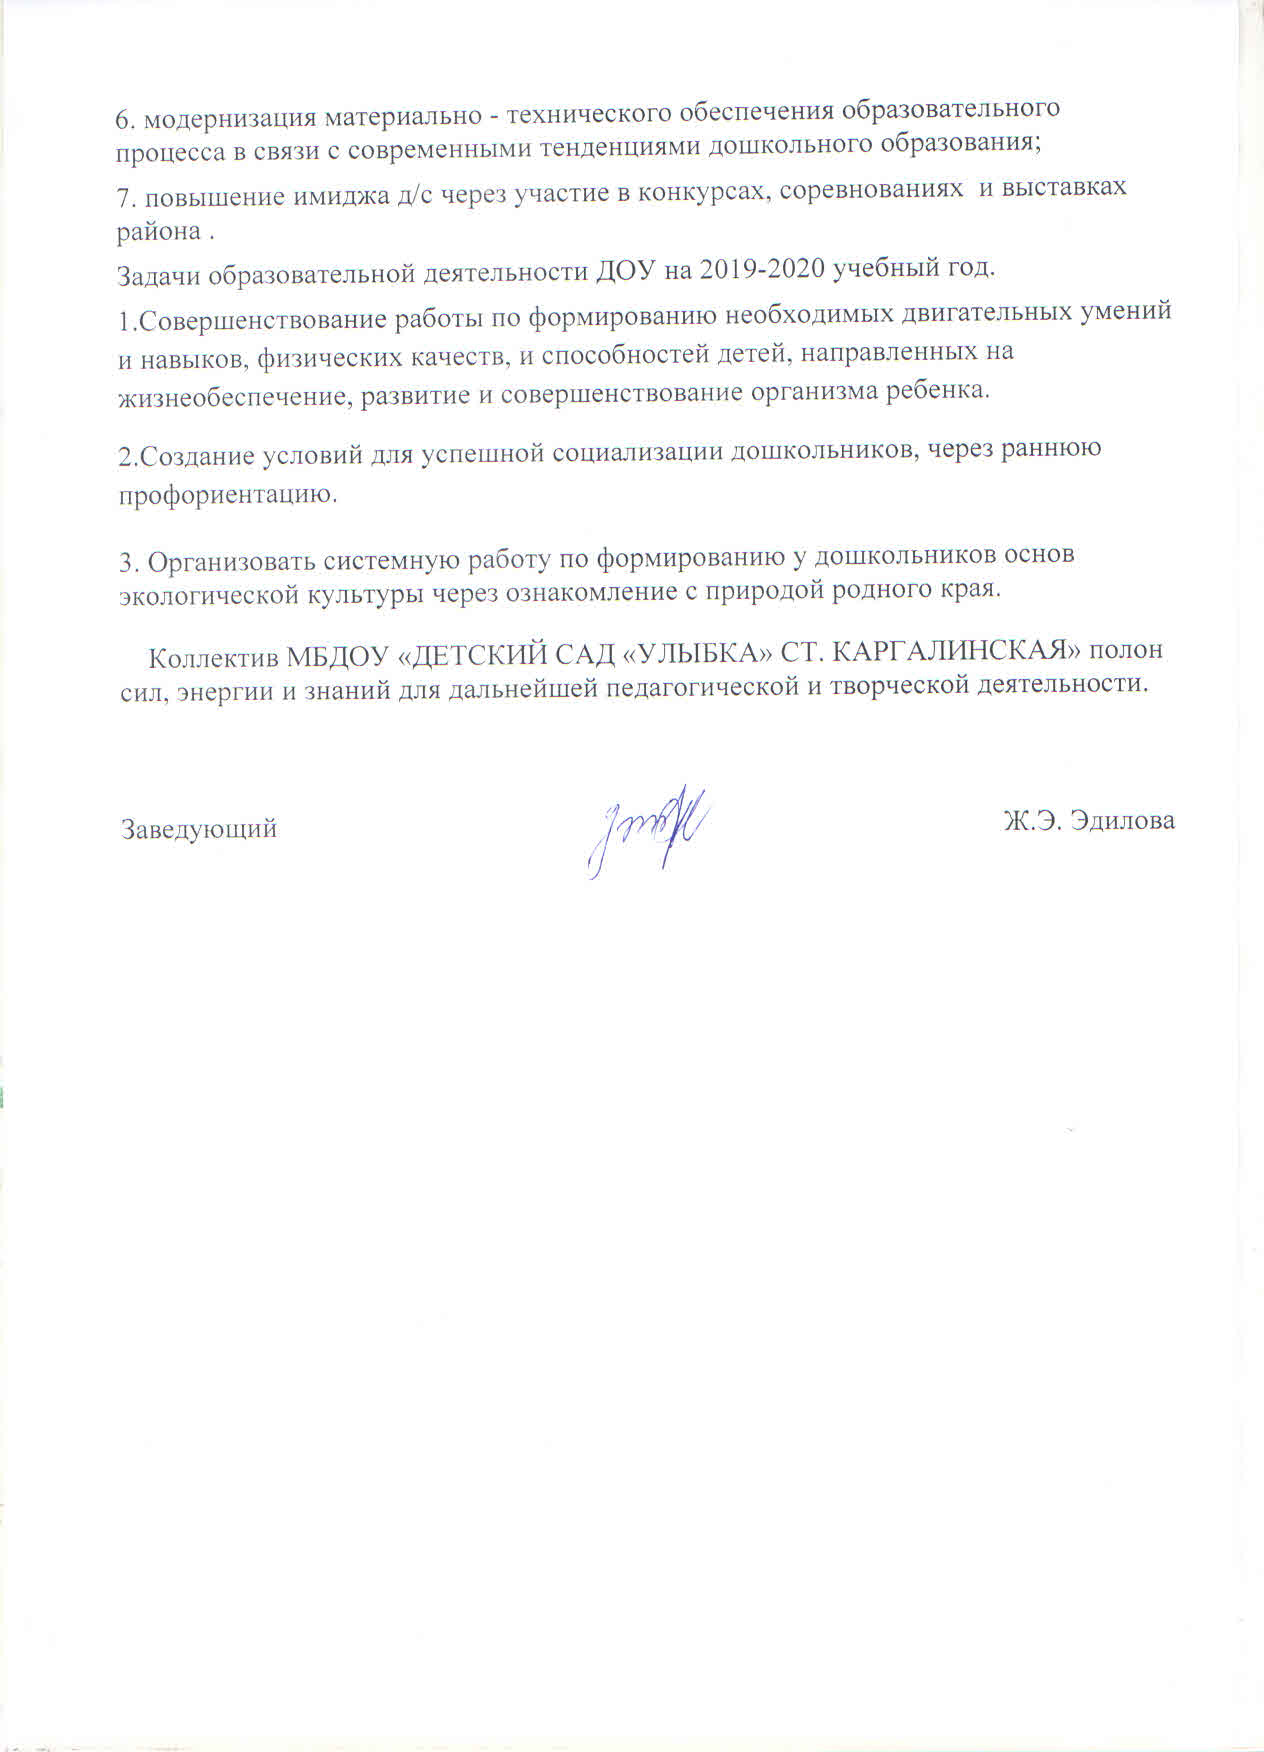 6. модернизация материально - технического обеспечения образовательного
процесса в связи с современными тенденциями дошкольного образования;
7. повышение имиджа д/с через участие в конкурсах, соревнованиях и выставках
района .
Задачи образовательной деятельности ДОУ на 2019-2020 учебный год.
1.Совершенствование работы по формированию необходимых двигательных умений
и навыков, физических качеств, и способностей детей, направленных на
жизнеобеспечение, развитие и совершенствование организма ребенка.
2.Создание условий для успешной социализации дошкольников, через раннюю
профориентацию.
3. Организовать системную работу по формированию у дошкольников основ
экологической культуры через ознакомление с природой родного края.
Коллектив МБДОУ «ДЕТСКИЙ САД «УЛЫБКА» СТ. КАРГАЛИНСКАЯ» полон
сил, энергии и знаний для дальнейшей педагогической и творческой деятельности.
Заведующий Ж.Э. Эдилова